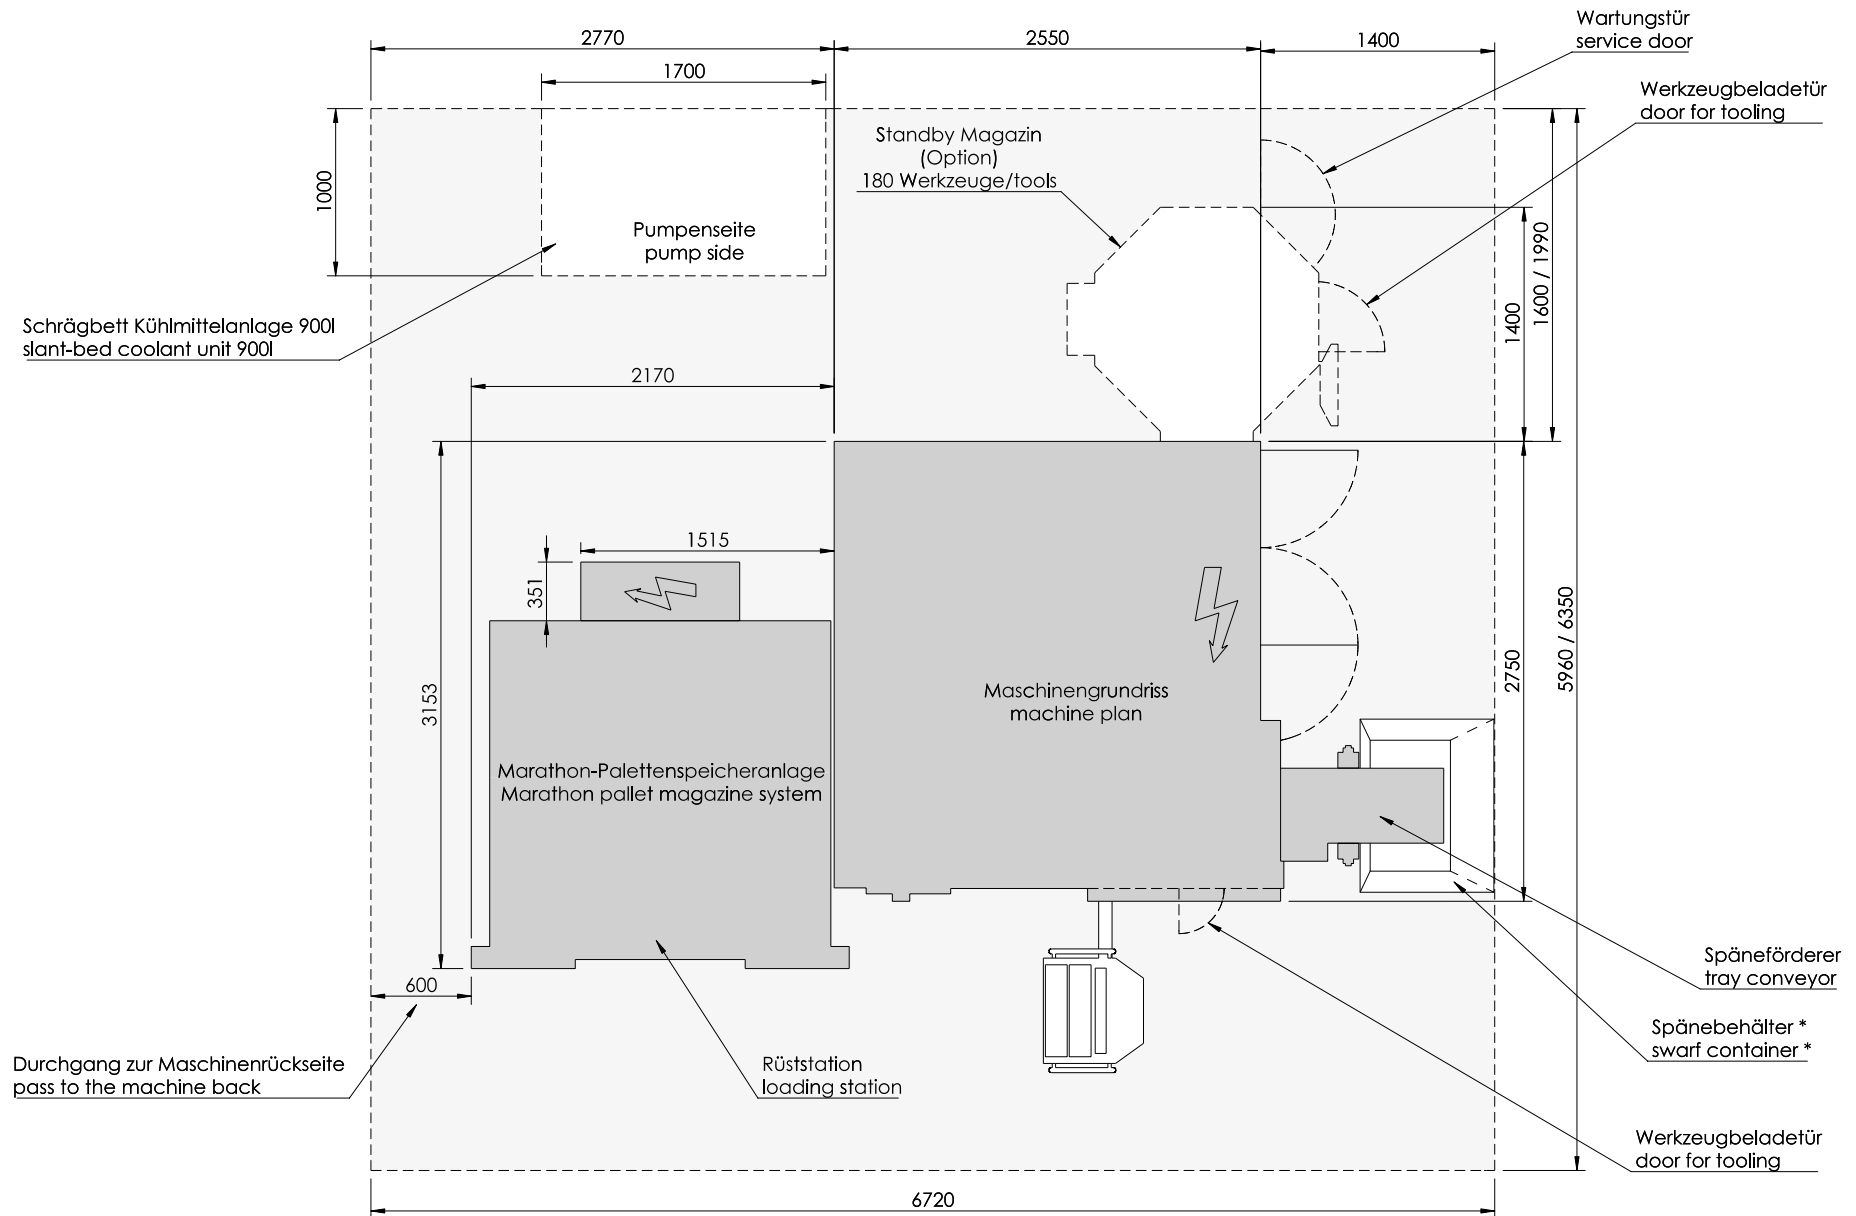 2770
2550
1400
1700
Wartungstür
service door
Werkzeugbeladetür
door for tooling
Standby Magazin
(Option)
180 Werkzeuge/tools
1000
Pumpenseite
pump side
1400
1600 / 1990
Schrägbett Kühlmittelanlage 900l
slant-bed coolant unit 900l
2170
1515
351
3153
Maschinengrundriss
machine plan
2750
5960 / 6350
Marathon-Palettenspeicheranlage
Marathon pallet magazine system
600
Späneförderer
tray conveyor
Spänebehälter *
swarf container *
Durchgang zur Maschinenrückseite
pass to the machine back
Rüststation
loading station
Werkzeugbeladetür
door for tooling
6720